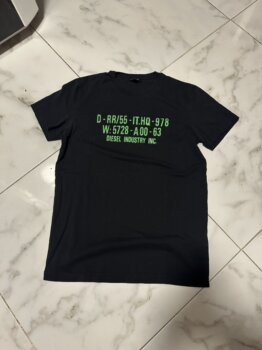 D-RR/55-IT.HQ-978
W:5728-A00-63
DIESEL INDUSTRY INC.